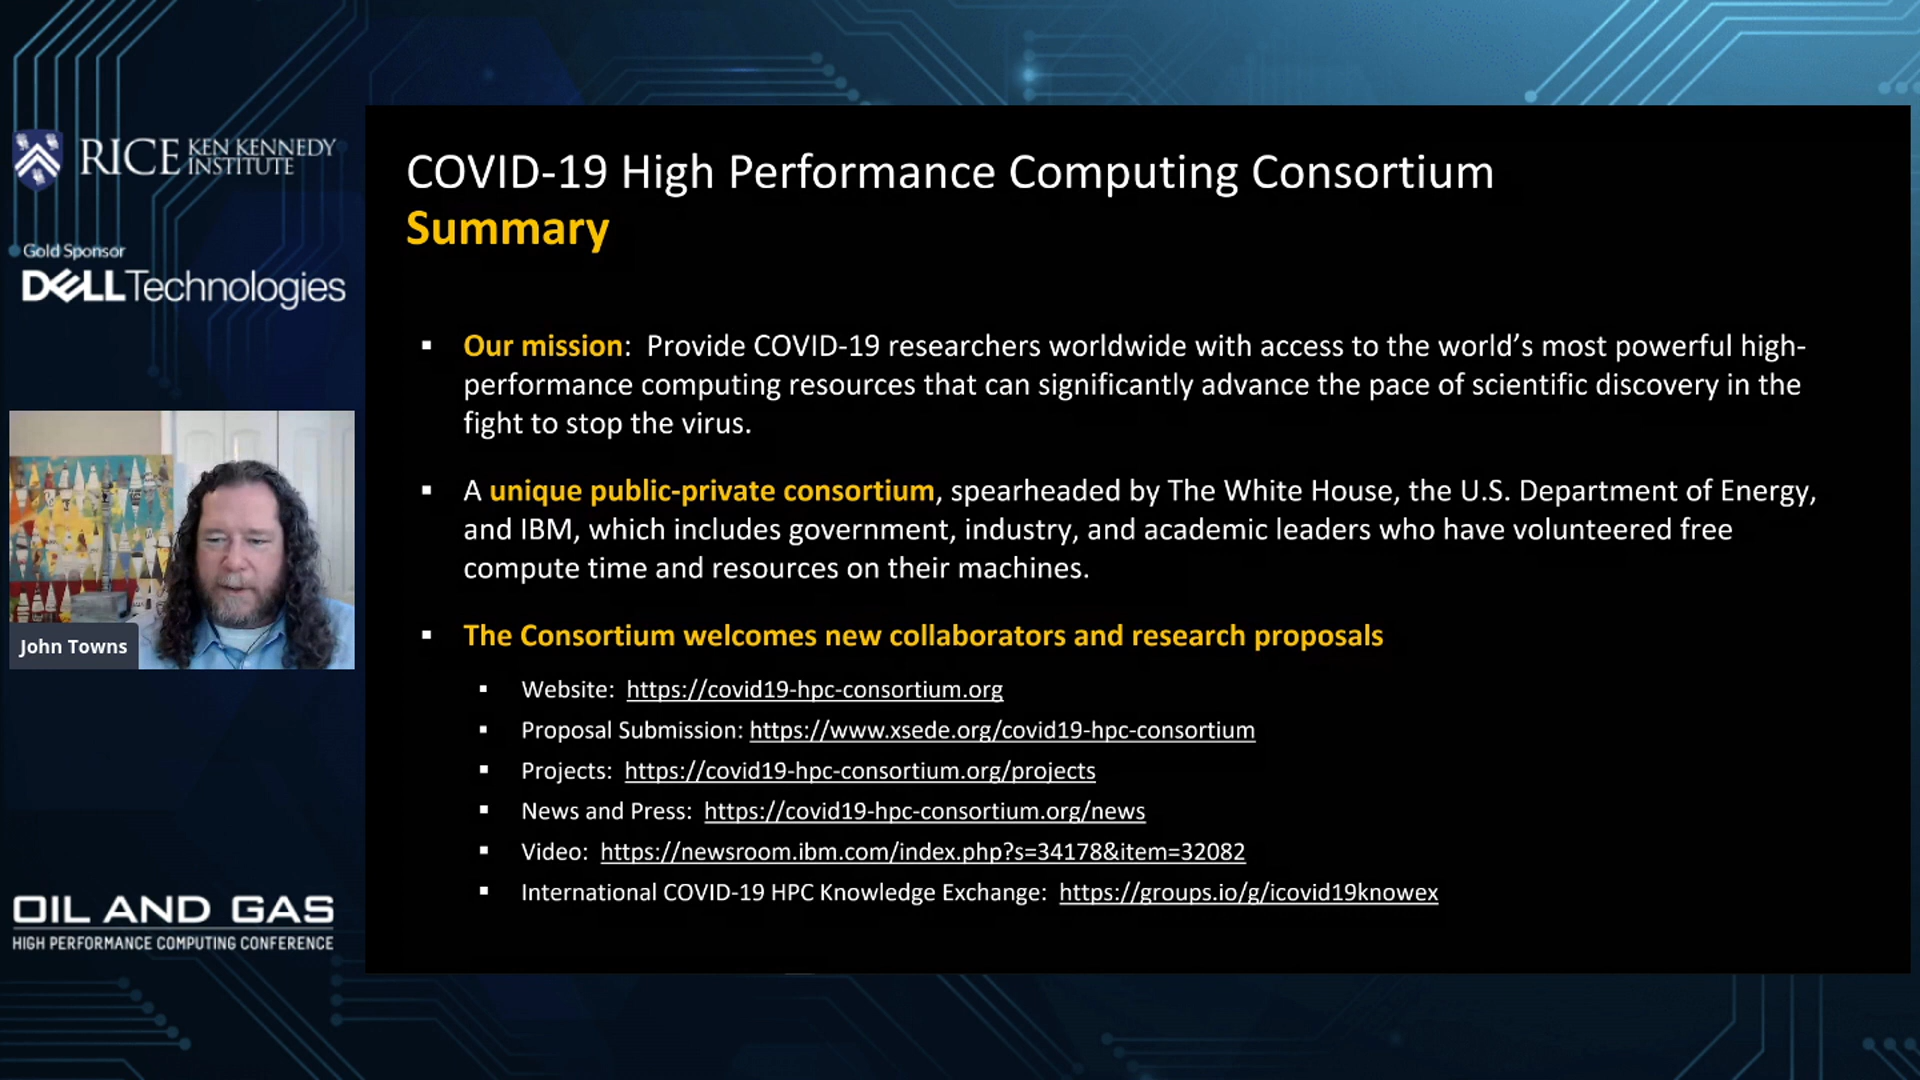 RICE KEN KENNEDY
INSTITUTE
Gold Sponsor
DELL Technologies
John Towns
OIL AND GAS
HIGH PERFORMANCE COMPUTING CONFERENCE
COVID-19 High Performance Computing Consortium
Summary
▪ Our mission: Provide COVID-19 researchers worldwide with access to the world’s most powerful high-
performance computing resources that can significantly advance the pace of scientific discovery in the
fight to stop the virus.
▪ A unique public-private consortium, spearheaded by The White House, the U.S. Department of Energy,
and IBM, which includes government, industry, and academic leaders who have volunteered free
compute time and resources on their machines.
▪ The Consortium welcomes new collaborators and research proposals
▪ Website: https://covid19-hpc-consortium.org
▪ Proposal Submission: https://www.xsede.org/covid19-hpc-consortium
▪ Projects: https://covid19-hpc-consortium.org/projects
▪ News and Press: https://covid19-hpc-consortium.org/news
▪ Video: https://newsroom.ibm.com/index.php?s=34178&item=32082
▪ International COVID-19 HPC Knowledge Exchange: https://groups.io/g/icovid19knowex